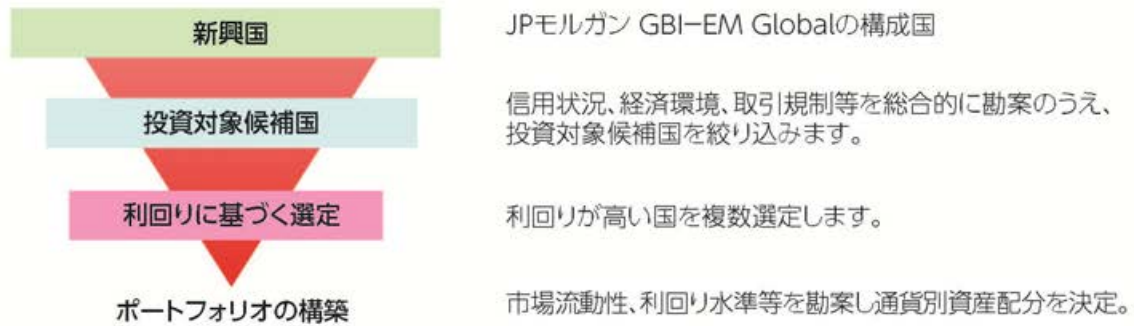 新興国
JPモルガン GBI−EM Globalの構成国
投資対象候補国
信用状況、経済環境、取引規制等を総合的に勘案のうえ、
投資対象候補国を絞り込みます。
利回りに基づく選定
利回りが高い国を複数選定します。
ポートフォリオの構築
市場流動性、利回り水準等を勘案し通貨別資産配分を決定。